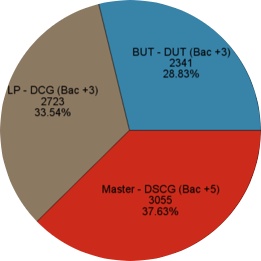 BUT - DUT (Bac +3)
2341
28.83%
LP - DCG (Bac +3)
2723
33.54%
Master - DSCG (Bac +5)
3055
37.63%